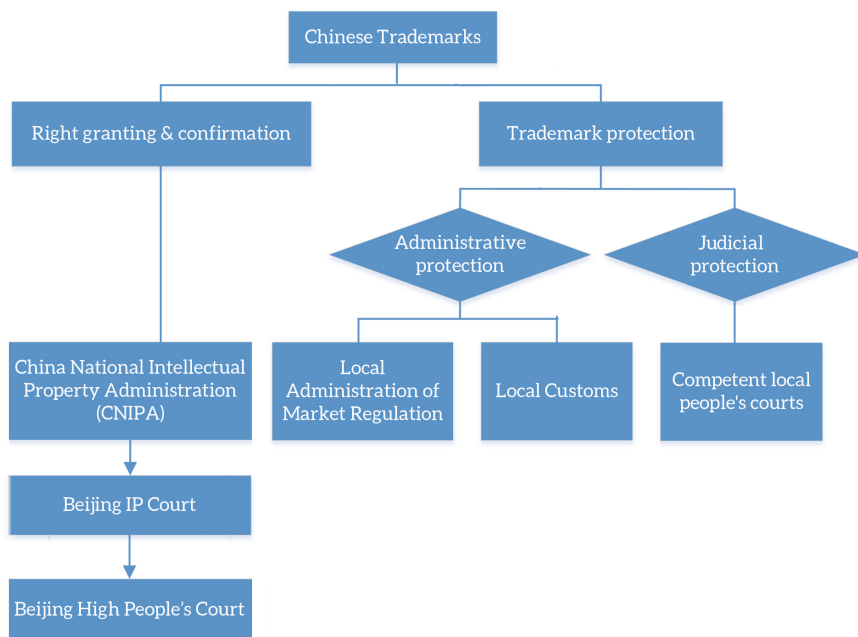 Chinese Trademarks
Right granting & confirmation
Trademark protection
Administrative
protection
Judicial
protection
China National Intellectual
Property Administration
(CNIPA)
Local
Administration of
Market Regulation
Local Customs
Competent local
people's courts
Beijing IP Court
Beijing High People’s Court